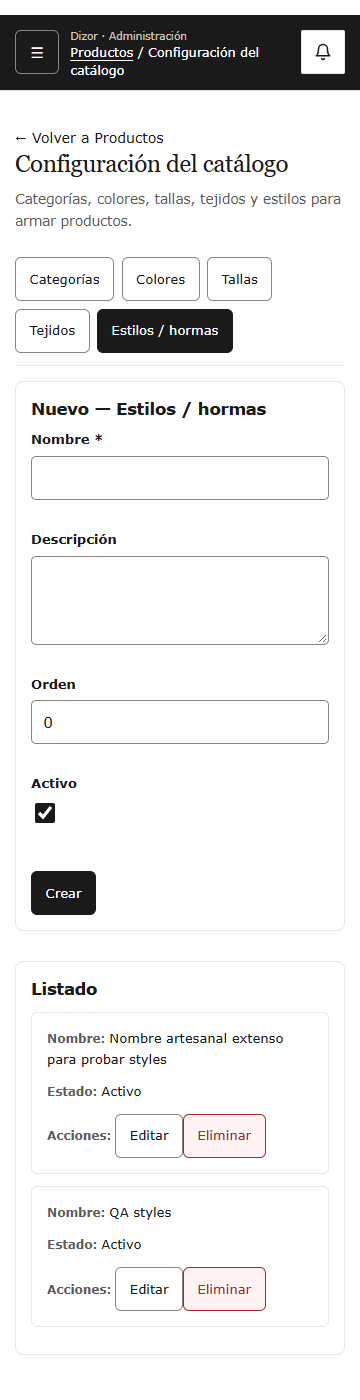 ☰
Dizor · Administración
Productos / Configuración del
catálogo
← Volver a Productos
Configuración del catálogo
Categorías, colores, tallas, tejidos y estilos para
armar productos.
Categorías
Colores
Tallas
Tejidos
Estilos / hormas
Nuevo — Estilos / hormas
Nombre *
Descripción
Orden
0
Activo
Crear
Listado
Nombre: Nombre artesanal extenso
para probar styles
Estado: Activo
Acciones: Editar Eliminar
Nombre: QA styles
Estado: Activo
Acciones: Editar Eliminar